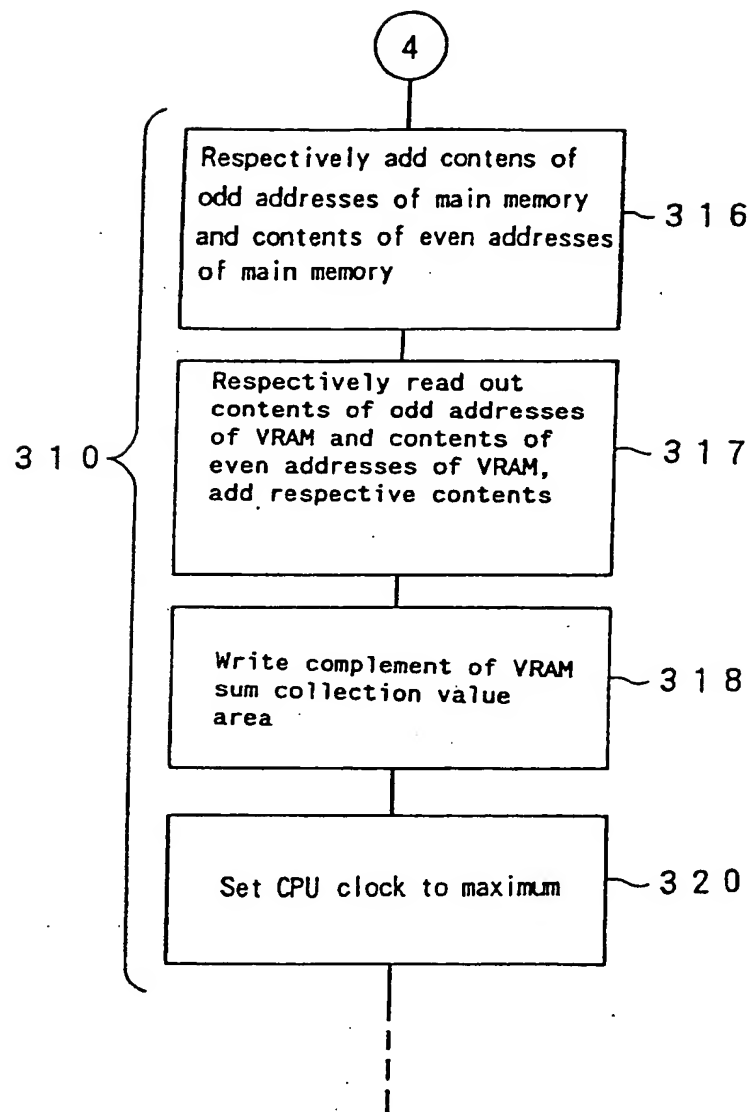 4
Respectively add contens of
odd addresses of main memory
and contents of even addresses
of main memory
3 1 6
Respectively read out
contents of odd addresses
of VRAM and contents of
even addresses of VRAM,
add respective contents
3 1 7
3 1 0
Write complement of VRAM
sum collection value
area
3 1 8
Set CPU clock to maximum
3 2 0